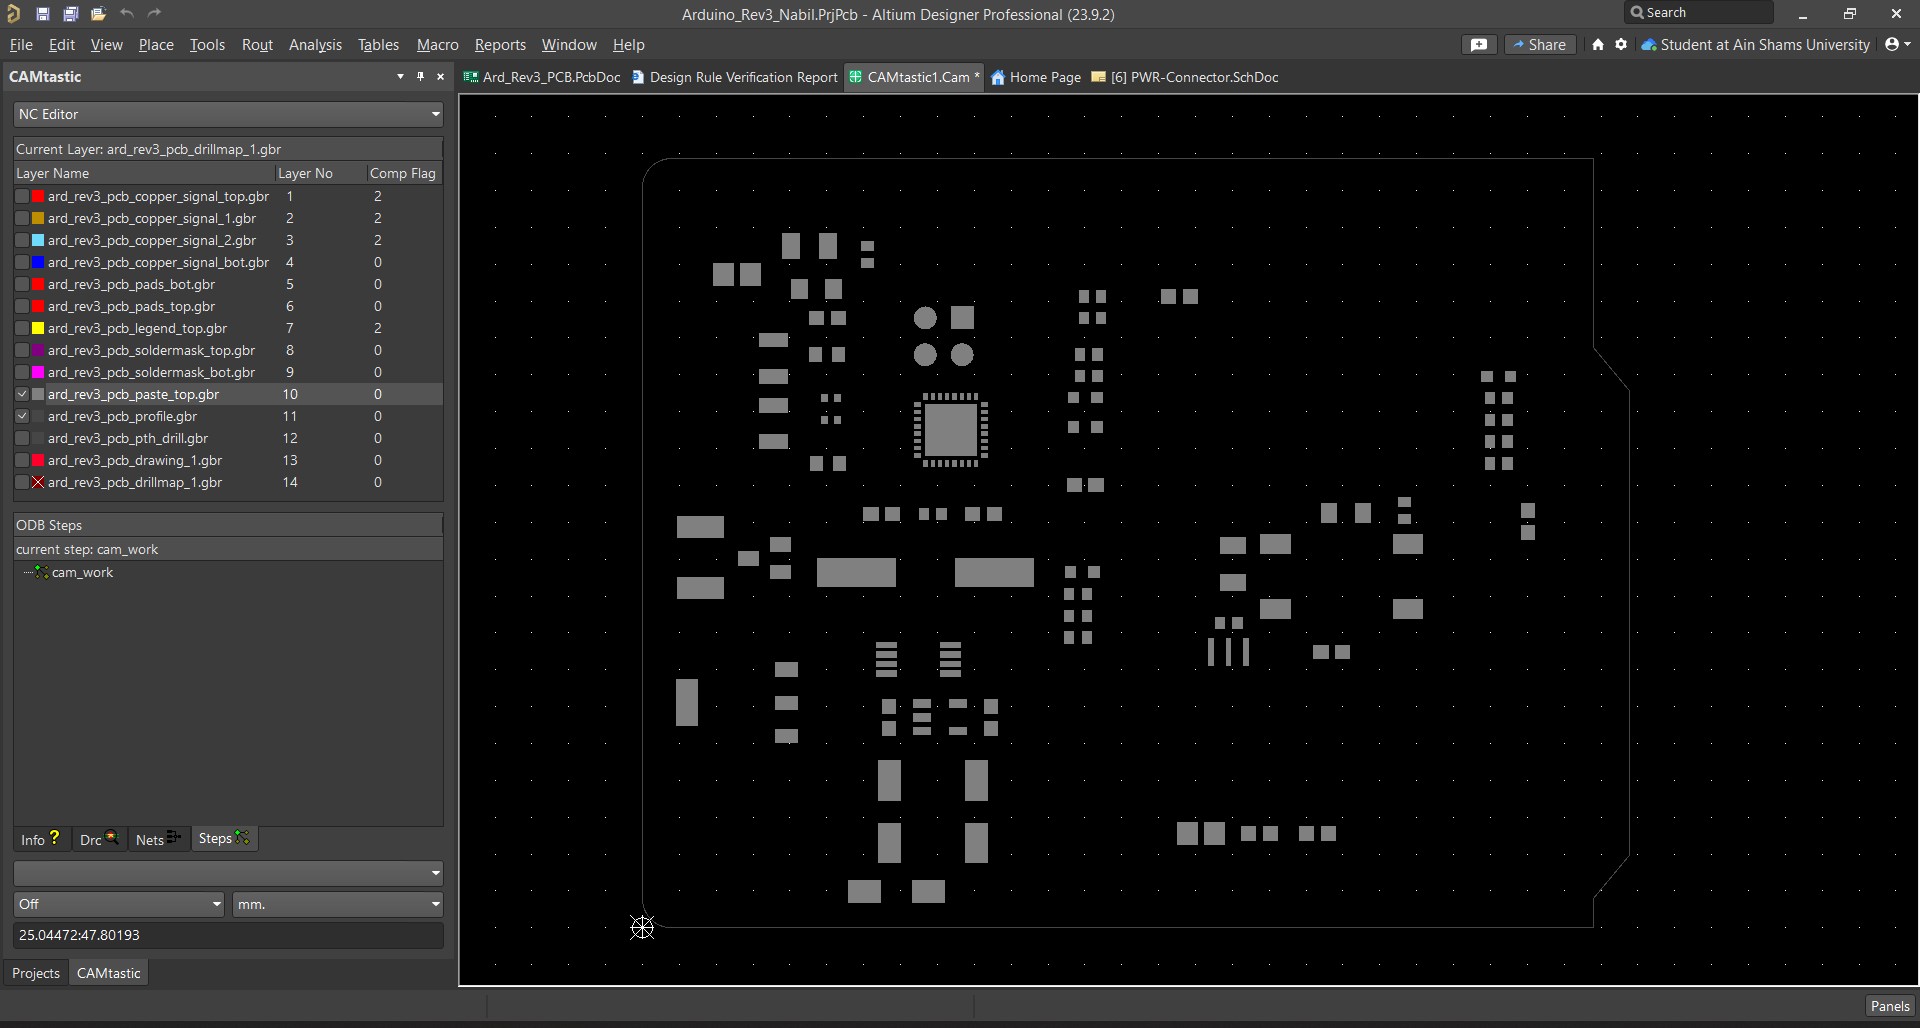 Arduino_Rev3_Nabil.PrjPcb - Altium Designer Professional (23.9.2)
Search
File Edit View Place Tools Rout Analysis Tables Macro Reports Window Help
Share
Student at Ain Shams University
CAMtastic
Ard_Rev3_PCB.PcbDoc Design Rule Verification Report CAMtastic1.Cam * Home Page [6] PWR-Connector.SchDoc
NC Editor
Current Layer: ard_rev3_pcb_drillmap_1.gbr
Layer Name Layer No Comp Flag
ard_rev3_pcb_copper_signal_top.gbr 1 2
ard_rev3_pcb_copper_signal_1.gbr 2 2
ard_rev3_pcb_copper_signal_2.gbr 3 2
ard_rev3_pcb_copper_signal_bot.gbr 4 0
ard_rev3_pcb_pads_bot.gbr 5 0
ard_rev3_pcb_pads_top.gbr 6 0
ard_rev3_pcb_legend_top.gbr 7 2
ard_rev3_pcb_soldermask_top.gbr 8 0
ard_rev3_pcb_soldermask_bot.gbr 9 0
ard_rev3_pcb_paste_top.gbr 10 0
ard_rev3_pcb_profile.gbr 11 0
ard_rev3_pcb_pth_drill.gbr 12 0
ard_rev3_pcb_drawing_1.gbr 13 0
ard_rev3_pcb_drillmap_1.gbr 14 0
ODB Steps
current step: cam_work
cam_work
Info ? Drc Nets Steps
Off mm.
25.04472:47.80193
Projects CAMtastic
Panels